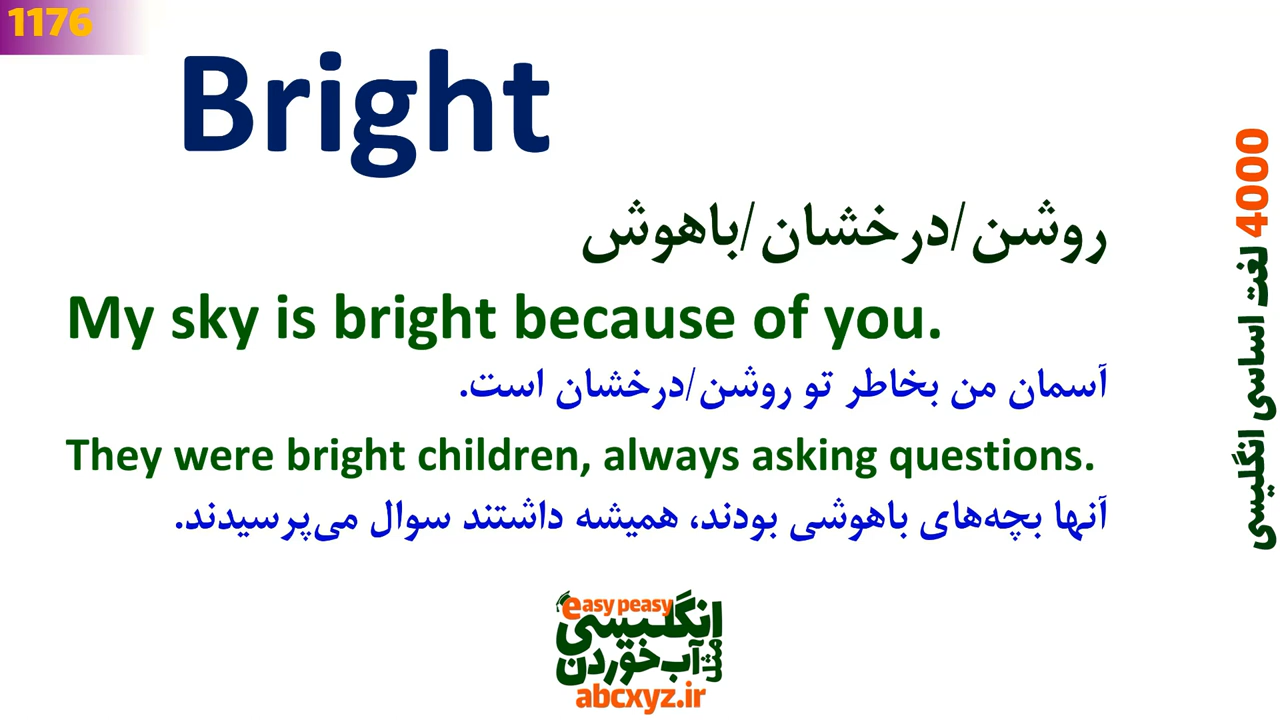 1176
Bright
روشن/درخشان/باهوش
My sky is bright because of you.
آسمان من بخاطر تو روشن/درخشان است.
They were bright children, always asking questions.
آنها بچه‌های باهوشی بودند، همیشه داشتند سوال می‌پرسیدند.
4000 لغت اساسی انگلیسی
easy peasy
انگلیسی
مثل آب خوردن
abcxyz.ir